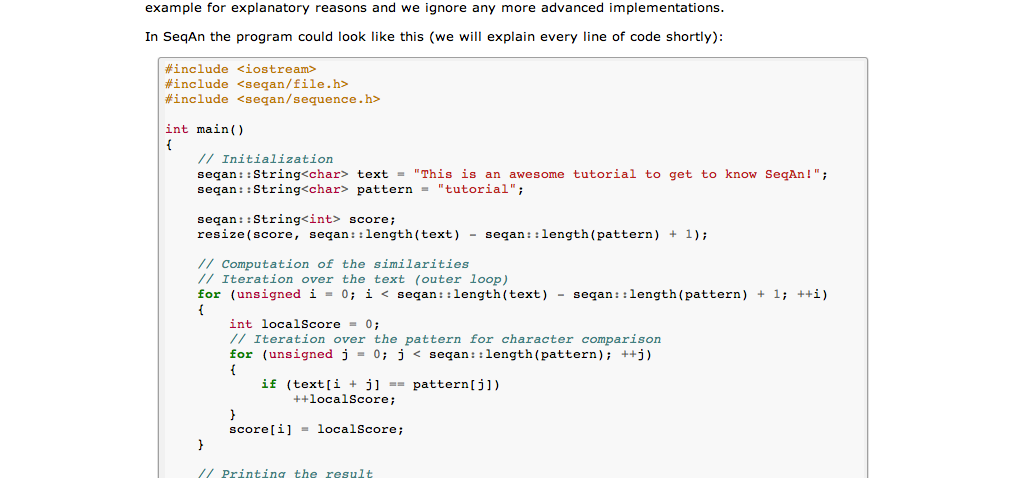 example for explanatory reasons and we ignore any more advanced implementations.
In SeqAn the program could look like this (we will explain every line of code shortly):
#include <iostream>
#include <seqan/file.h>
#include <seqan/sequence.h>
int main()
{
// Initialization
seqan::String<char> text = "This is an awesome tutorial to get to know SeqAn!";
seqan::String<char> pattern = "tutorial";
seqan::String<int> score;
resize(score, seqan::length(text) - seqan::length(pattern) + 1);
// Computation of the similarities
// Iteration over the text (outer loop)
for (unsigned i = 0; i < seqan::length(text) - seqan::length(pattern) + 1; ++i)
{
int localScore = 0;
// Iteration over the pattern for character comparison
for (unsigned j = 0; j < seqan::length(pattern); ++j)
{
if (text[i + j] == pattern[j])
++localScore;
}
score[i] = localScore;
}
// Printing the result